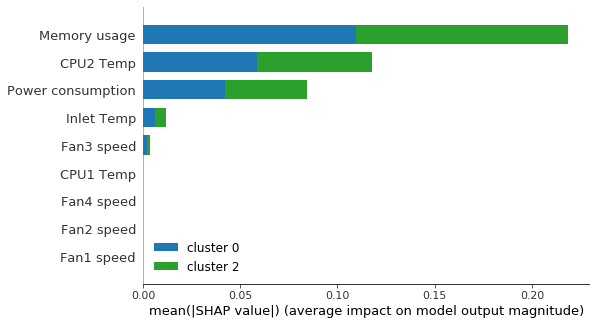 Memory usage
CPU2 Temp
Power consumption
Inlet Temp
Fan3 speed
CPU1 Temp
Fan4 speed
Fan2 speed
Fan1 speed
cluster 0
cluster 2
0.00 0.05 0.10 0.15 0.20
mean(|SHAP value|) (average impact on model output magnitude)